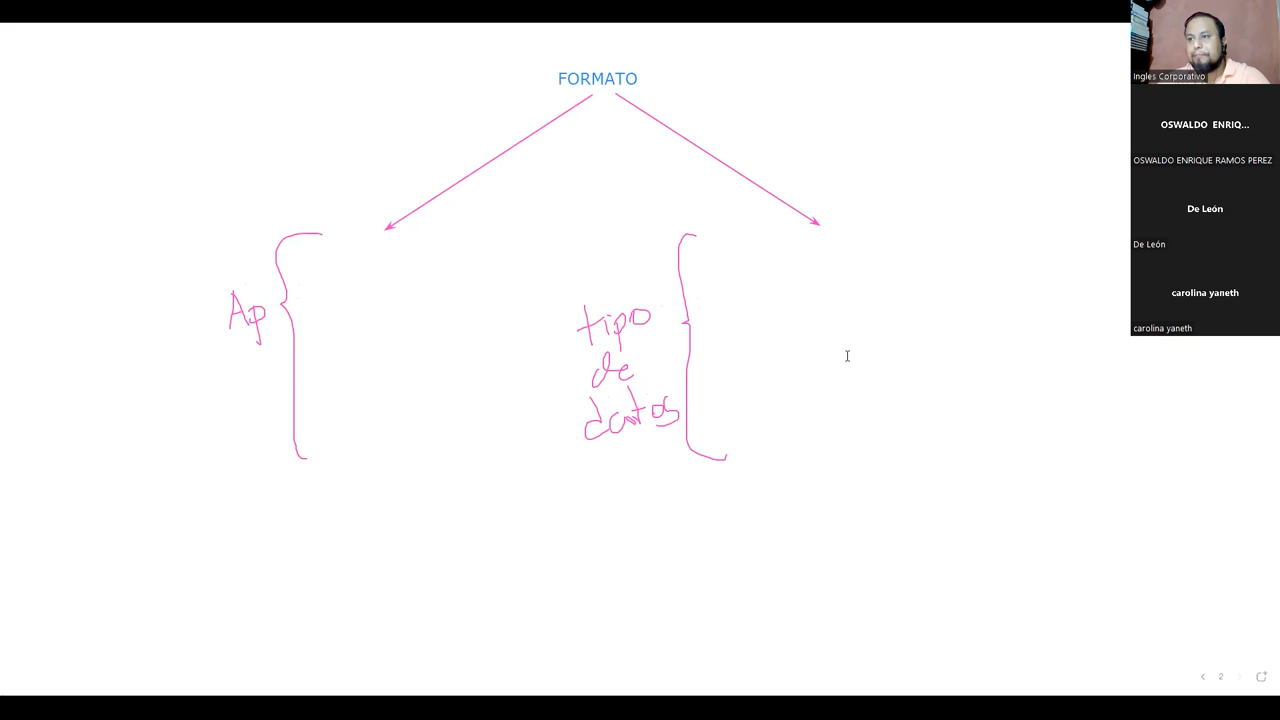 FORMATO
Ap
tipo
de
datos
Ingles Corporativo
OSWALDO ENRIQ...
OSWALDO ENRIQUE RAMOS PEREZ
De León
De León
carolina yaneth
carolina yaneth
2